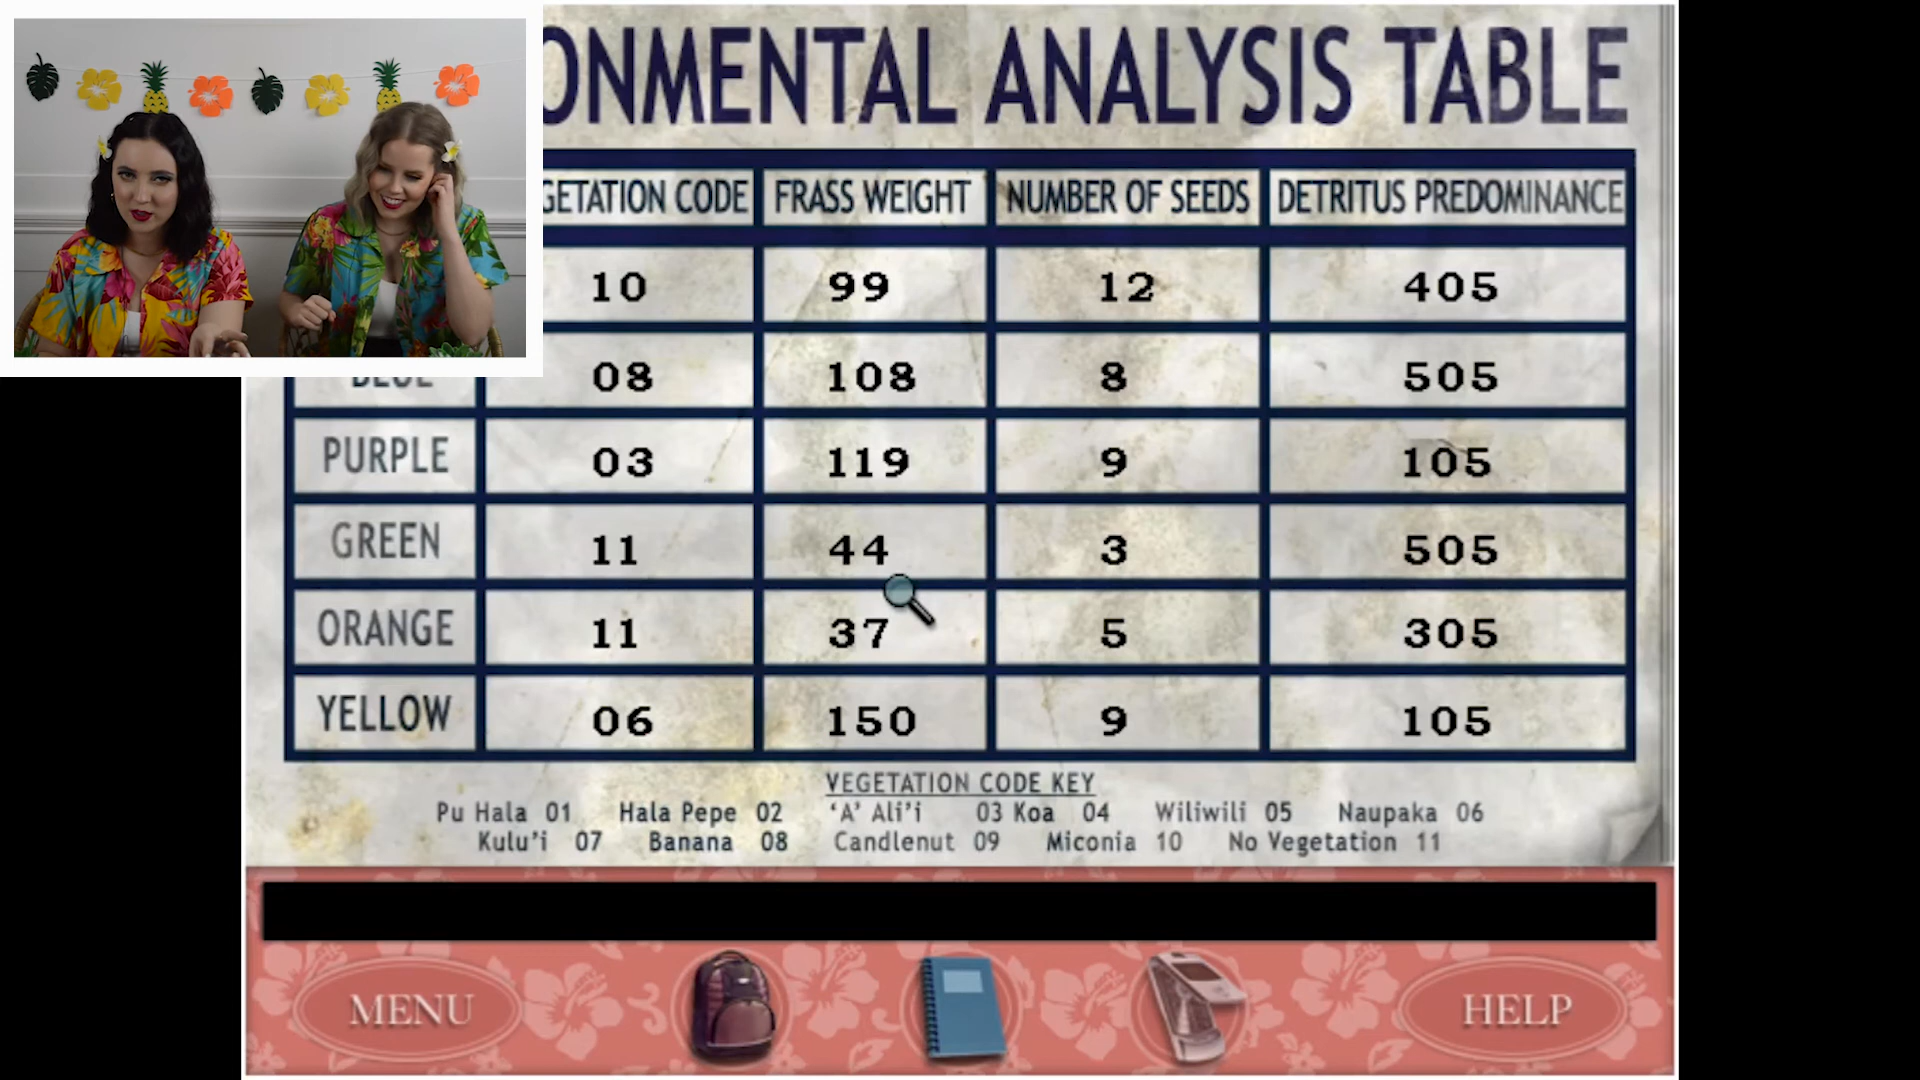 ONMENTAL ANALYSIS TABLE
GETATION CODE FRASS WEIGHT NUMBER OF SEEDS DETRITUS PREDOMINANCE
10 99 12 405
BLUE 08 108 8 505
PURPLE 03 119 9 105
GREEN 11 44 3 505
ORANGE 11 37 5 305
YELLOW 06 150 9 105
VEGETATION CODE KEY
Pu Hala 01 Hala Pepe 02 'A' Ali'i 03 Koa 04 Wiliwili 05 Naupaka 06
Kulu'i 07 Banana 08 Candlenut 09 Miconia 10 No Vegetation 11
MENU HELP